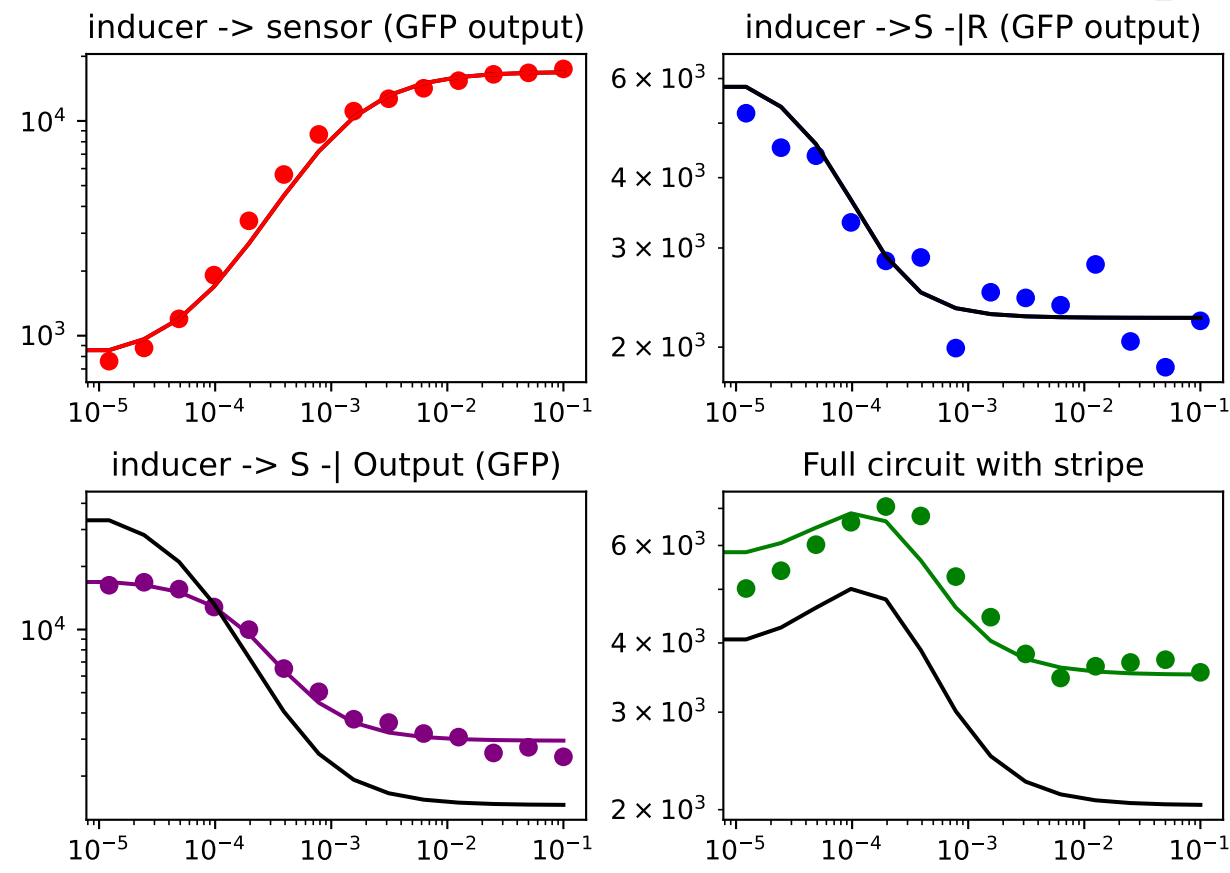 inducer -> sensor (GFP output)
inducer ->S -|R (GFP output)
10⁴
10³
10⁻⁵ 10⁻⁴ 10⁻³ 10⁻² 10⁻¹
6 × 10³
4 × 10³
3 × 10³
2 × 10³
10⁻⁵ 10⁻⁴ 10⁻³ 10⁻² 10⁻¹
inducer -> S -| Output (GFP)
Full circuit with stripe
10⁴
10⁻⁵ 10⁻⁴ 10⁻³ 10⁻² 10⁻¹
6 × 10³
4 × 10³
3 × 10³
2 × 10³
10⁻⁵ 10⁻⁴ 10⁻³ 10⁻² 10⁻¹